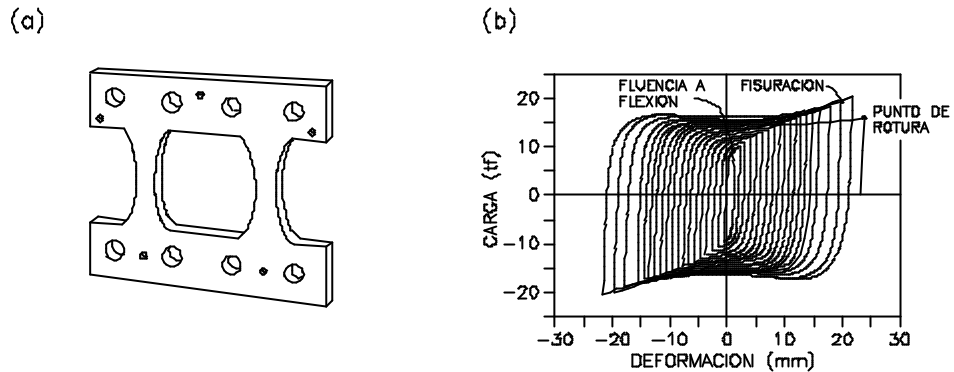 (a)
(b)
FLUENCIA A
FLEXION
FISURACION
PUNTO DE
ROTURA
20
10
0
-10
-20
CARGA (tf)
-30 -20 -10 0 10 20 30
DEFORMACION (mm)